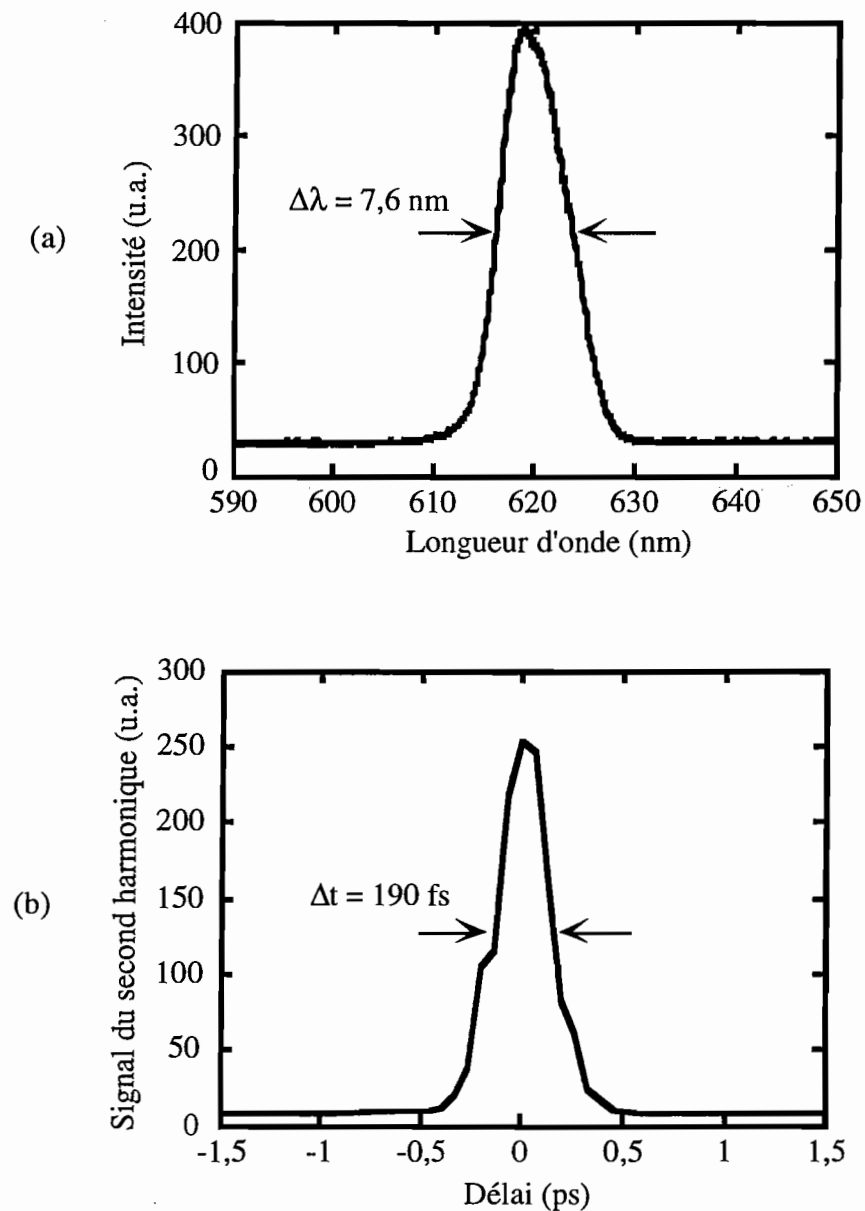 (a)
Intensité (u.a.)
400
300
200
100
0
Δλ = 7,6 nm
590 600 610 620 630 640 650
Longueur d'onde (nm)
(b)
Signal du second harmonique (u.a.)
300
250
200
150
100
50
0
Δt = 190 fs
-1,5 -1 -0,5 0 0,5 1 1,5
Délai (ps)